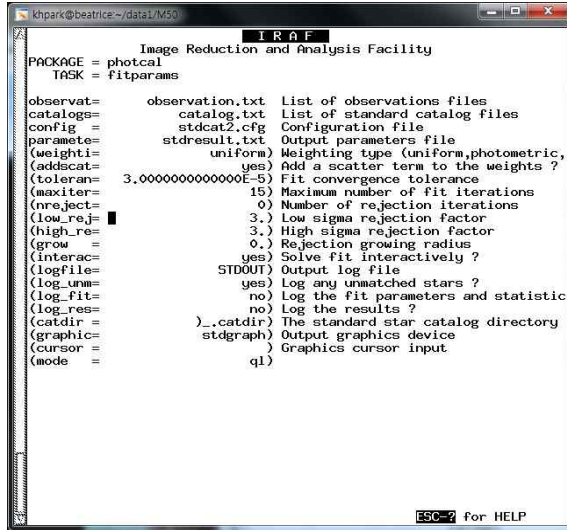 khpark@beatrice:~/data1/M50
I R A F
Image Reduction and Analysis Facility
PACKAGE = photcal
TASK = fitparams
observat= observation.txt List of observations files
catalogs= catalog.txt List of standard catalog files
config = stdcat2.cfg Configuration file
paramete= stdresult.txt Output parameters file
(weighti= uniform) Weighting type (uniform,photometric,
(addscat= yes) Add a scatter term to the weights ?
(toleran= 3.0000000000000E-5) Fit convergence tolerance
(maxiter= 15) Maximum number of fit iterations
(nreject= 0) Number of rejection iterations
(low_rej= 3.) Low sigma rejection factor
(high_re= 3.) High sigma rejection factor
(grow = 0.) Rejection growing radius
(interac= yes) Solve fit interactively ?
(logfile= STDOUT) Output log file
(log_unm= yes) Log any unmatched stars ?
(log_fit= no) Log the fit parameters and statistic
(log_res= no) Log the results ?
(catdir = )_.catdir) The standard star catalog directory
(graphic= stdgraph) Output graphics device
(cursor = ) Graphics cursor input
(mode = ql)
ESC-? for HELP